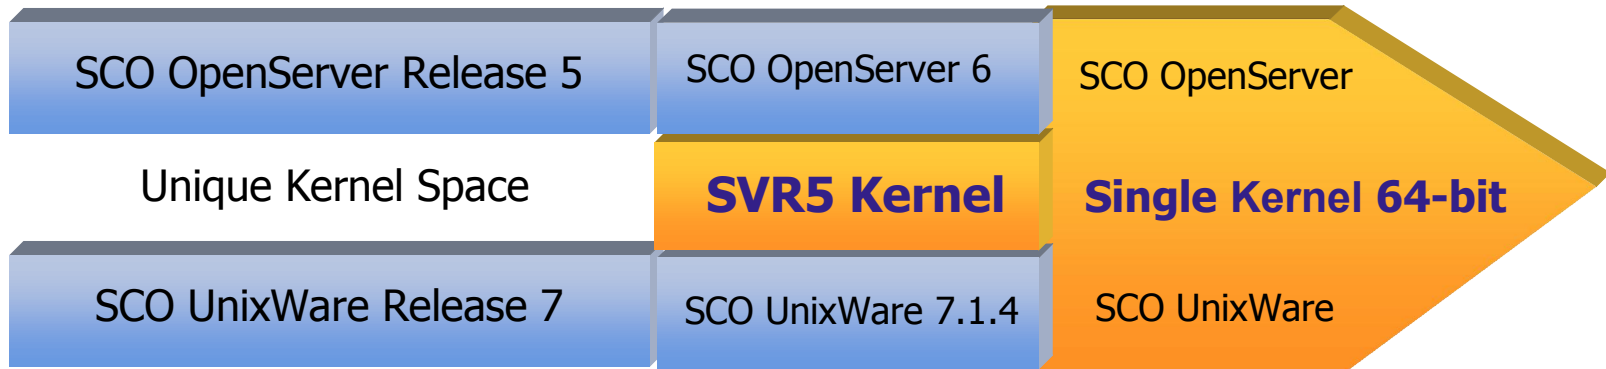 SCO OpenServer Release 5
SCO OpenServer 6
SCO OpenServer
Unique Kernel Space
SVR5 Kernel
Single Kernel 64-bit
SCO UnixWare Release 7
SCO UnixWare 7.1.4
SCO UnixWare